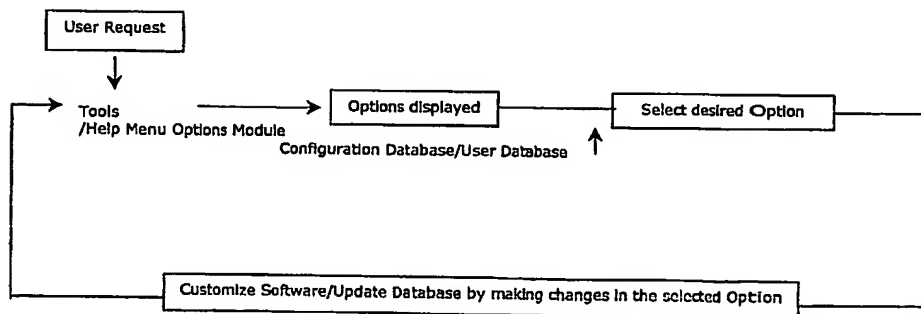 User Request
Tools
/Help Menu Options Module
Options displayed
Select desired Option
Configuration Database/User Database
Customize Software/Update Database by making changes in the selected Option